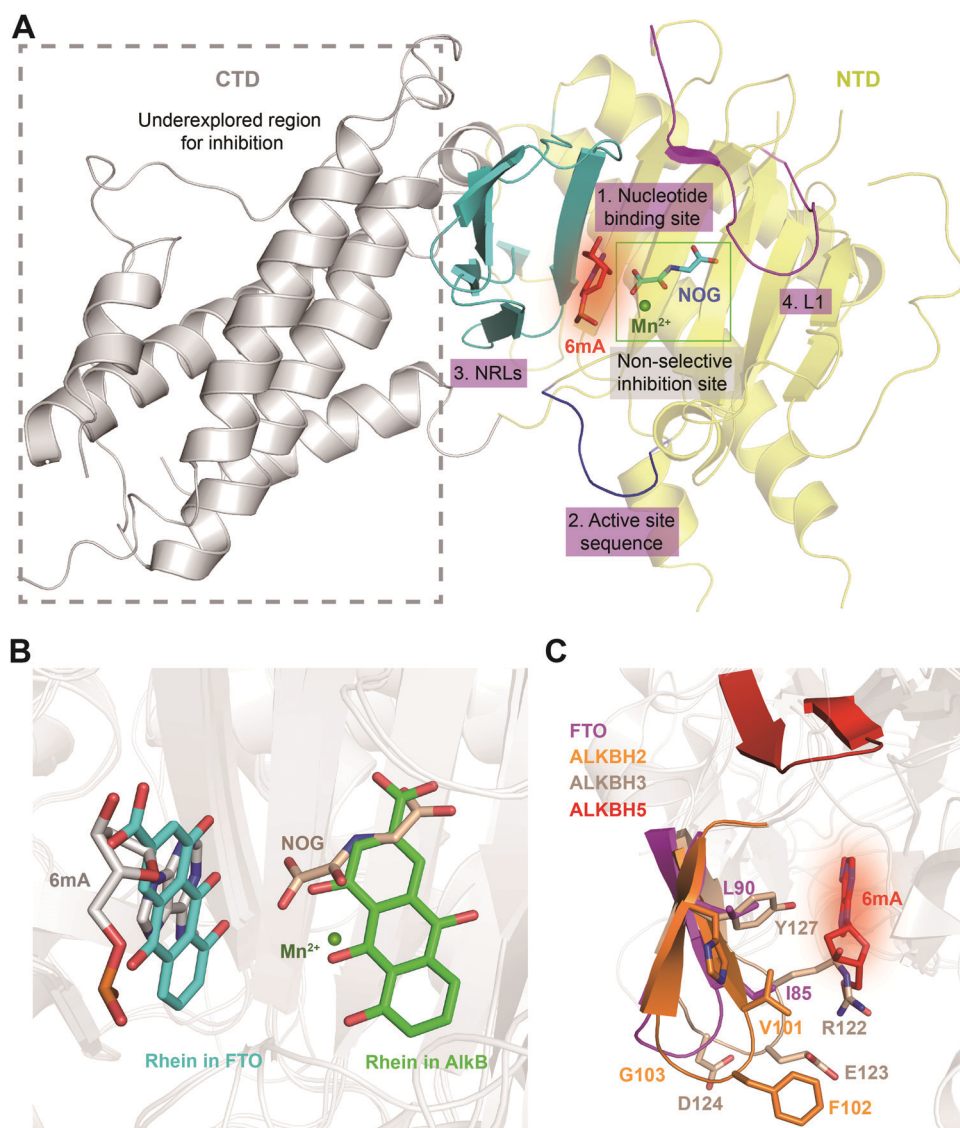 A
CTD
NTD
Underexplored region
for inhibition
1. Nucleotide
binding site
NOG
4. L1
Mn²⁺
6mA
Non-selective
inhibition site
3. NRLs
2. Active site
sequence
B
C
FTO
ALKBH2
ALKBH3
ALKBH5
NOG
6mA
L90
6mA
Y127
Mn²⁺
I85
V101
R122
G103
E123
Rhein in FTO
Rhein in AlkB
D124
F102